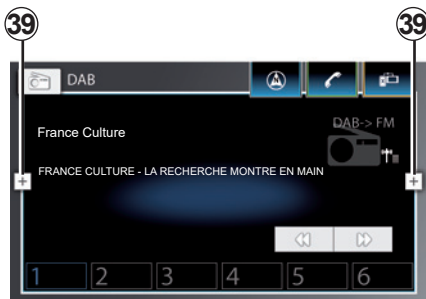 39 39
DAB
DAB-> FM
France Culture
FRANCE CULTURE - LA RECHERCHE MONTRE EN MAIN
1 2 3 4 5 6